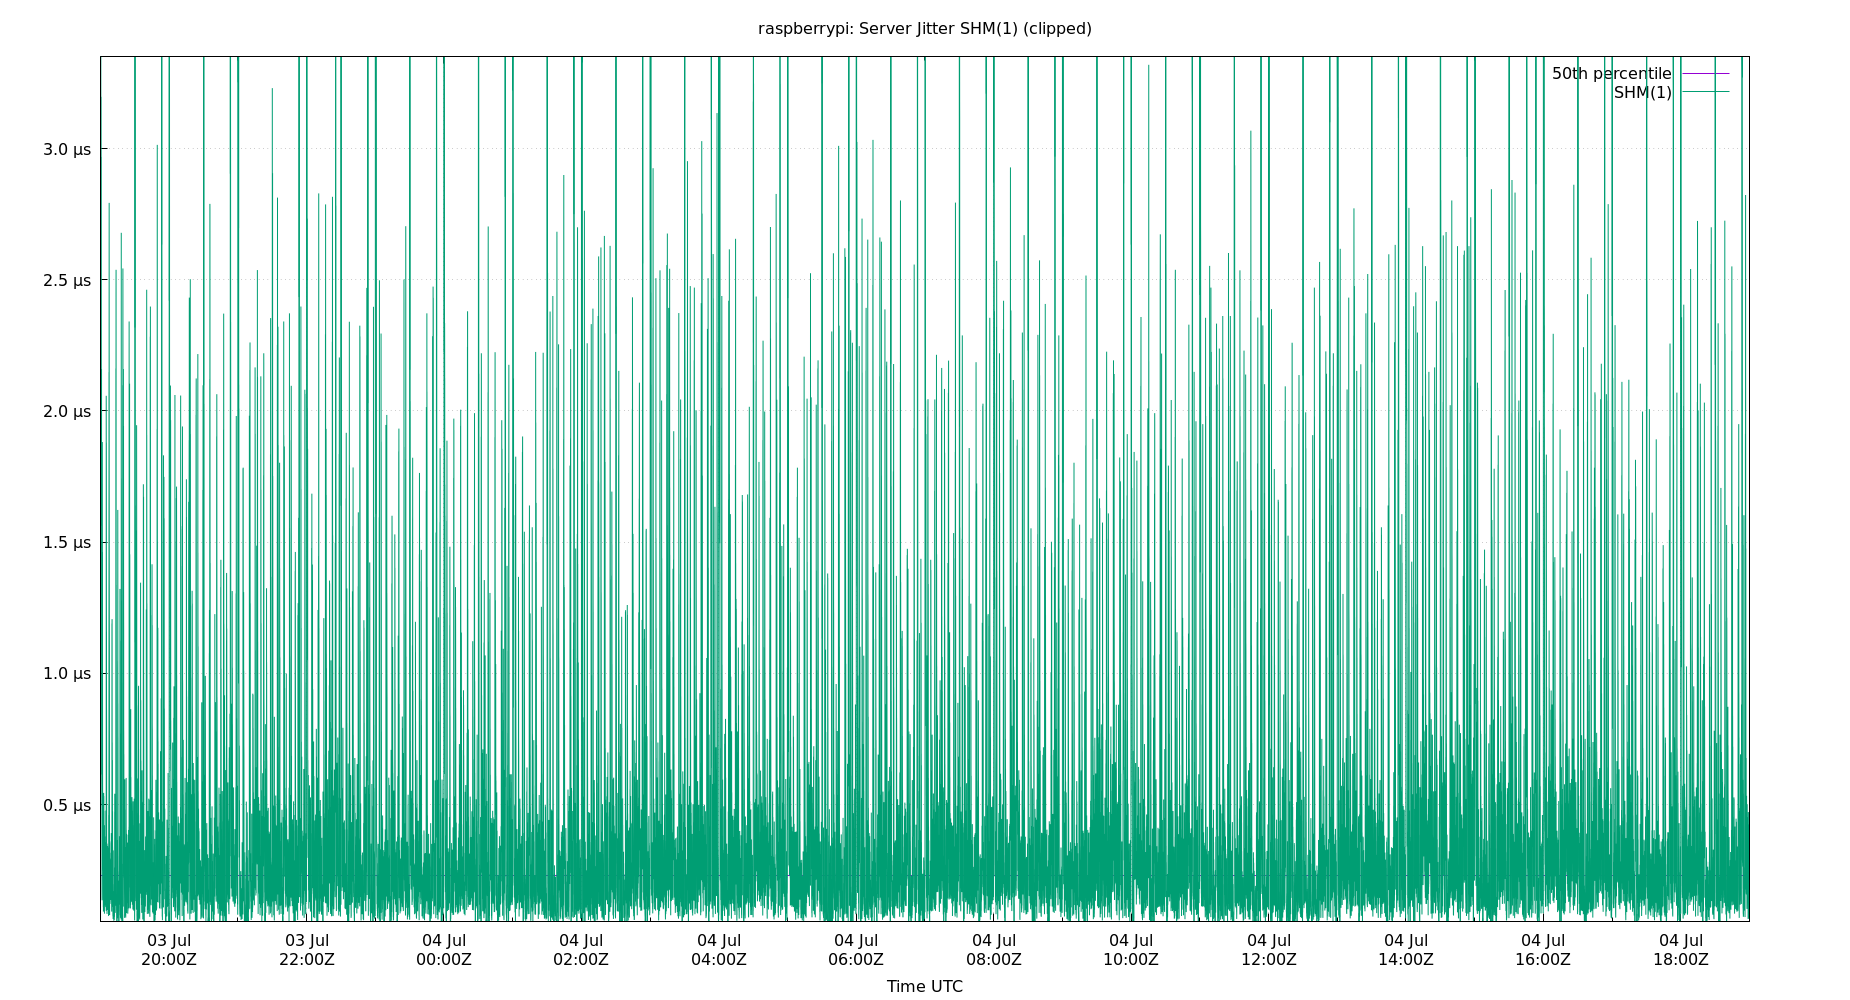 raspberrypi: Server Jitter SHM(1) (clipped)
50th percentile
SHM(1)
3.0 µs
2.5 µs
2.0 µs
1.5 µs
1.0 µs
0.5 µs
03 Jul 03 Jul 04 Jul 04 Jul 04 Jul 04 Jul 04 Jul 04 Jul 04 Jul 04 Jul 04 Jul 04 Jul
20:00Z 22:00Z 00:00Z 02:00Z 04:00Z 06:00Z 08:00Z 10:00Z 12:00Z 14:00Z 16:00Z 18:00Z
Time UTC